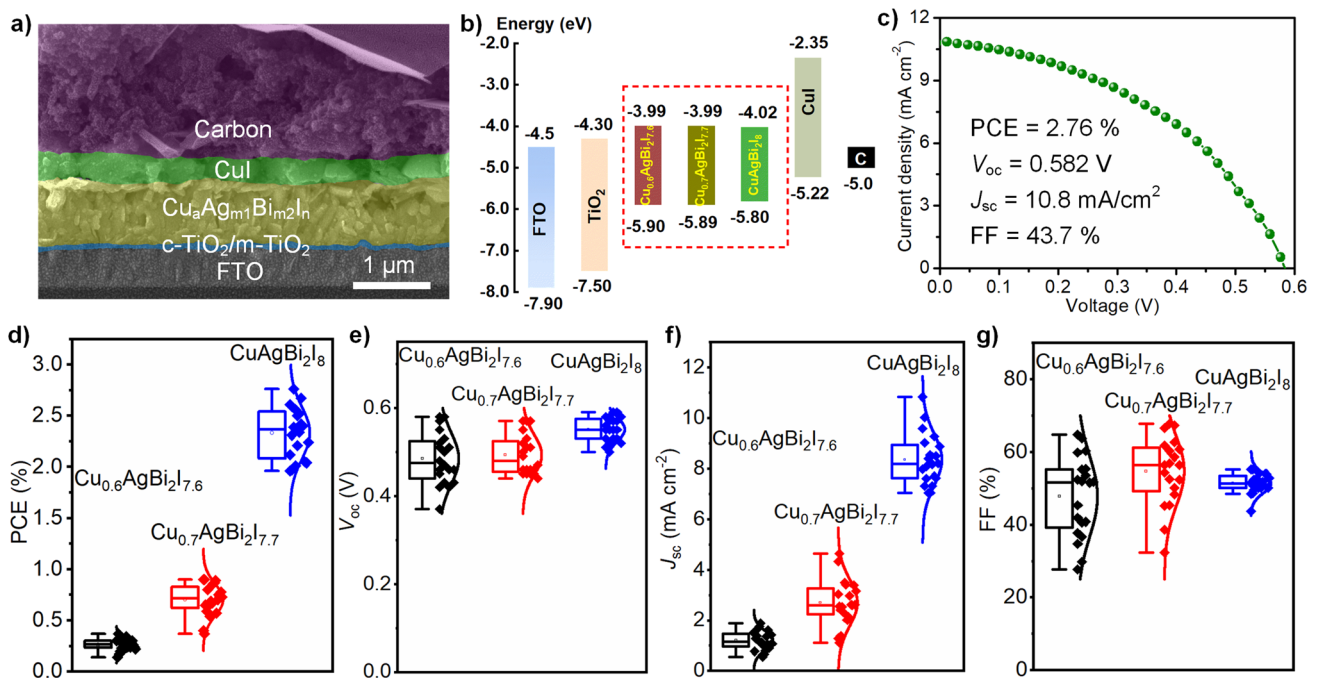 a)
Carbon
CuI
CuₐAgₘ₁Biₘ₂Iₙ
c-TiO₂/m-TiO₂
FTO
1 µm
b)
Energy (eV)
-2.0
-3.0
-4.0
-5.0
-6.0
-7.0
-8.0
-4.5
FTO
-7.90
-4.30
TiO₂
-7.50
-3.99
Cu₀.₆AgBi₂I₇.₆
-5.90
-3.99
Cu₀.₇AgBi₂I₇.₇
-5.89
-4.02
CuAgBi₂I₈
-5.80
-2.35
CuI
-5.22
C
-5.0
c)
Current density (mA cm⁻²)
12
9
6
3
0
PCE = 2.76 %
Voc = 0.582 V
Jsc = 10.8 mA/cm²
FF = 43.7 %
0.0 0.1 0.2 0.3 0.4 0.5 0.6
Voltage (V)
d)
PCE (%)
3.0
2.5
2.0
1.5
1.0
0.5
0.0
Cu₀.₆AgBi₂I₇.₆
Cu₀.₇AgBi₂I₇.₇
CuAgBi₂I₈
e)
Voc (V)
0.6
0.4
0.2
0.0
Cu₀.₆AgBi₂I₇.₆
Cu₀.₇AgBi₂I₇.₇
CuAgBi₂I₈
f)
Jsc (mA cm⁻²)
12
10
8
6
4
2
0
Cu₀.₆AgBi₂I₇.₆
Cu₀.₇AgBi₂I₇.₇
CuAgBi₂I₈
g)
FF (%)
80
60
40
20
0
Cu₀.₆AgBi₂I₇.₆
Cu₀.₇AgBi₂I₇.₇
CuAgBi₂I₈